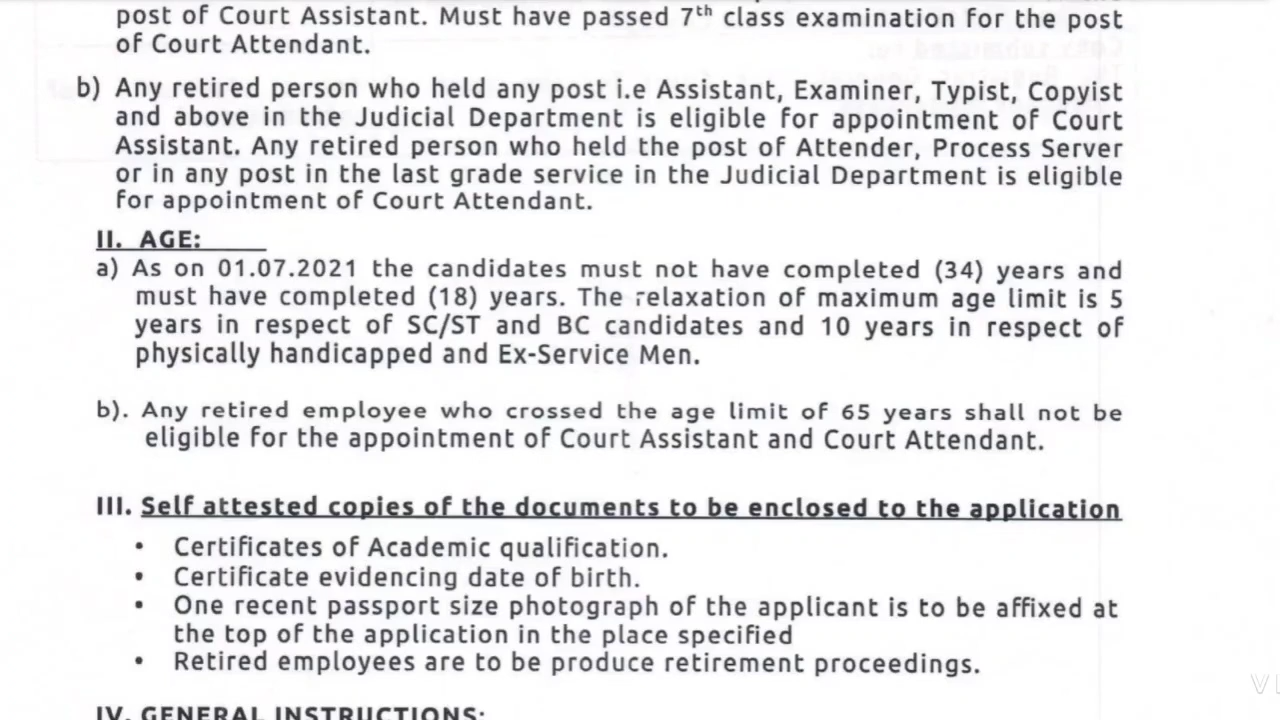 post of Court Assistant. Must have passed 7th class examination for the post
of Court Attendant.
b) Any retired person who held any post i.e Assistant, Examiner, Typist, Copyist
and above in the Judicial Department is eligible for appointment of Court
Assistant. Any retired person who held the post of Attender, Process Server
or in any post in the last grade service in the Judicial Department is eligible
for appointment of Court Attendant.
II. AGE:
a) As on 01.07.2021 the candidates must not have completed (34) years and
must have completed (18) years. The relaxation of maximum age limit is 5
years in respect of SC/ST and BC candidates and 10 years in respect of
physically handicapped and Ex-Service Men.
b). Any retired employee who crossed the age limit of 65 years shall not be
eligible for the appointment of Court Assistant and Court Attendant.
III. Self attested copies of the documents to be enclosed to the application
• Certificates of Academic qualification.
• Certificate evidencing date of birth.
• One recent passport size photograph of the applicant is to be affixed at
the top of the application in the place specified
• Retired employees are to be produce retirement proceedings.
IV. GENERAL INSTRUCTIONS: